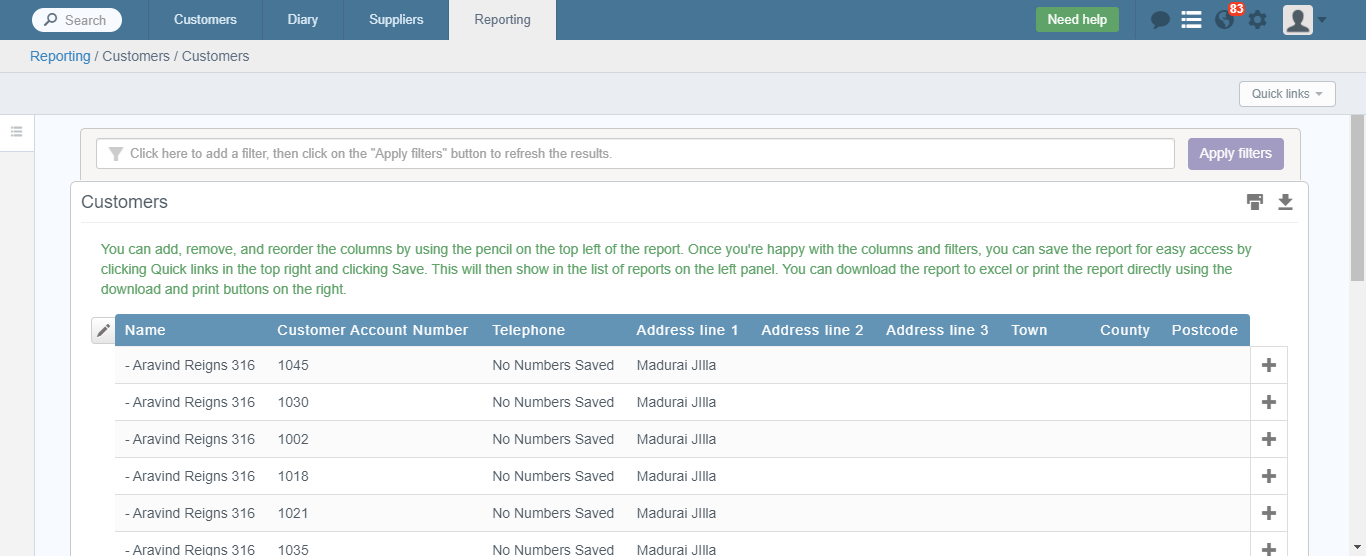 Search
Customers
Diary
Suppliers
Reporting
Need help
83
Reporting / Customers / Customers
Quick links
Click here to add a filter, then click on the "Apply filters" button to refresh the results.
Apply filters
Customers
You can add, remove, and reorder the columns by using the pencil on the top left of the report. Once you're happy with the columns and filters, you can save the report for easy access by
clicking Quick links in the top right and clicking Save. This will then show in the list of reports on the left panel. You can download the report to excel or print the report directly using the
download and print buttons on the right.
Name Customer Account Number Telephone Address line 1 Address line 2 Address line 3 Town County Postcode
- Aravind Reigns 316 1045 No Numbers Saved Madurai JIlla
- Aravind Reigns 316 1030 No Numbers Saved Madurai JIlla
- Aravind Reigns 316 1002 No Numbers Saved Madurai JIlla
- Aravind Reigns 316 1018 No Numbers Saved Madurai JIlla
- Aravind Reigns 316 1021 No Numbers Saved Madurai JIlla
- Aravind Reigns 316 1035 No Numbers Saved Madurai JIlla